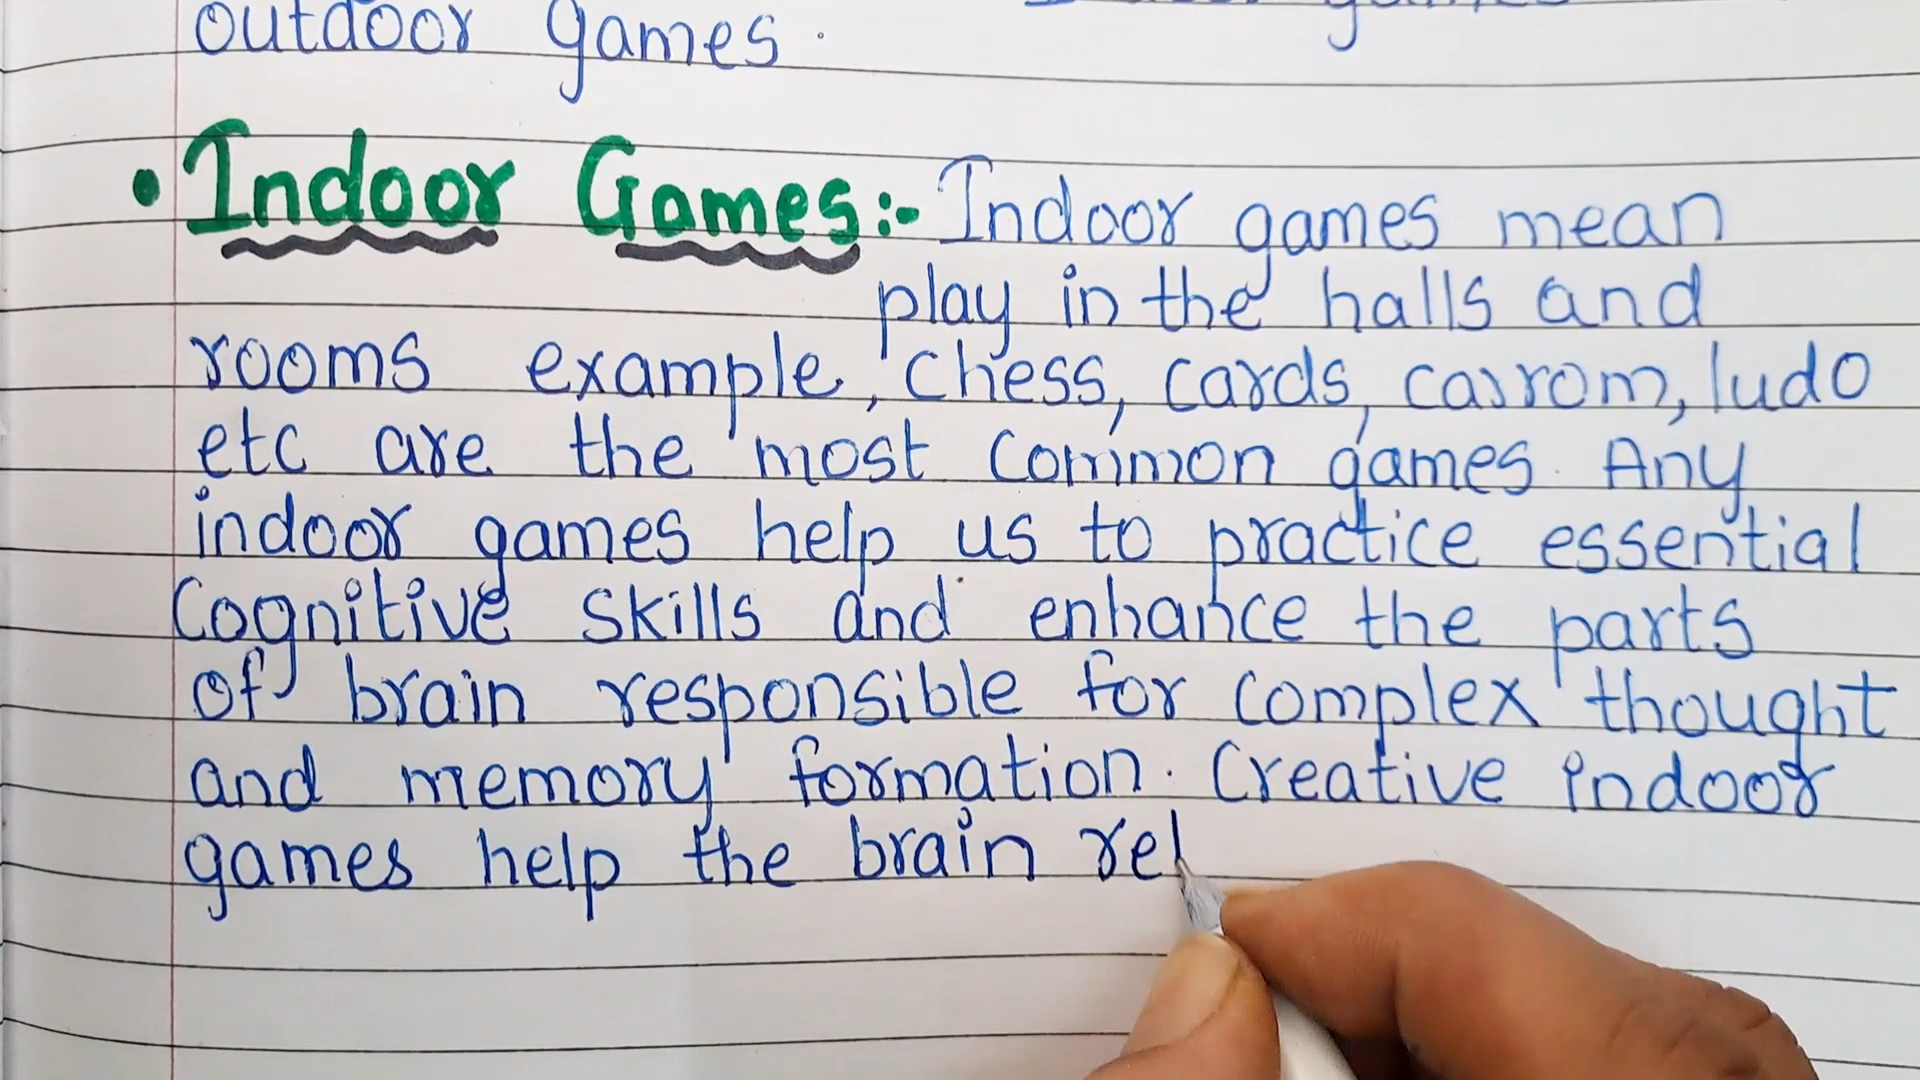 outdoor games.
• Indoor Games:- Indoor games mean
play in the halls and
rooms example, chess, cards, carrom, ludo
etc are the most common games. Any
indoor games help us to practice essential
Cognitive skills and enhance the parts
of brain responsible for complex thought
and memory formation. Creative indoor
games help the brain rel